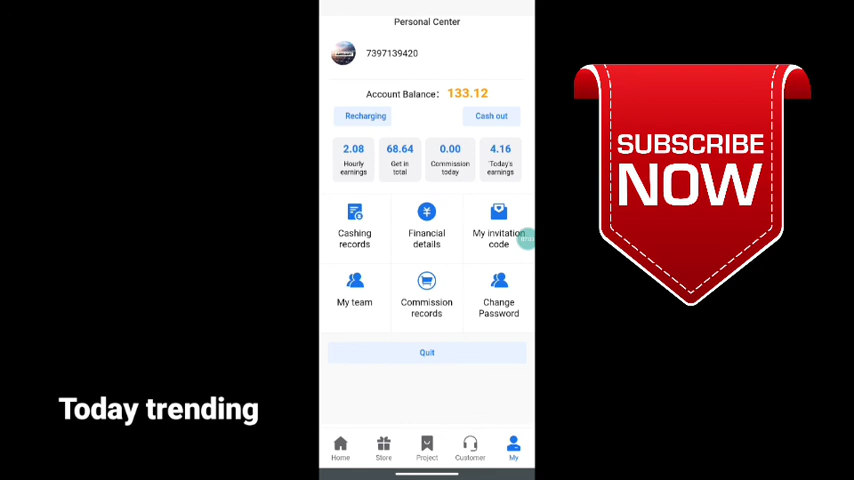 Personal Center
7397139420
Account Balance: 133.12
Recharging
Cash out
2.08
Hourly
earnings
68.64
Get in
total
0.00
Commission
today
4.16
Today's
earnings
Cashing
records
Financial
details
My invitation
code
My team
Commission
records
Change
Password
Quit
Home
Store
Project
Customer
My
SUBSCRIBE
NOW
Today trending